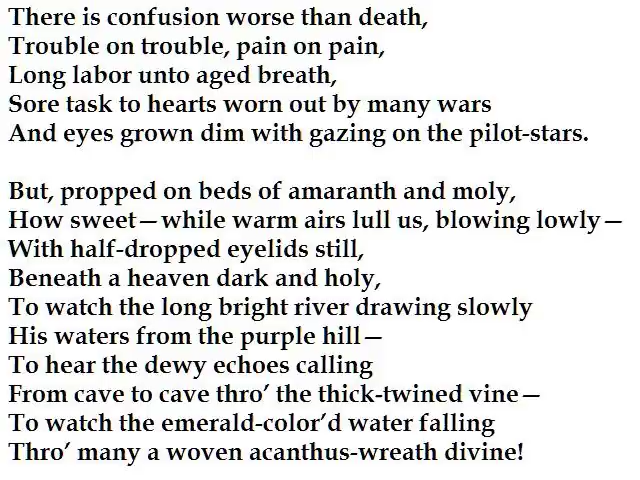 There is confusion worse than death,
Trouble on trouble, pain on pain,
Long labor unto aged breath,
Sore task to hearts worn out by many wars
And eyes grown dim with gazing on the pilot-stars.

But, propped on beds of amaranth and moly,
How sweet—while warm airs lull us, blowing lowly—
With half-dropped eyelids still,
Beneath a heaven dark and holy,
To watch the long bright river drawing slowly
His waters from the purple hill—
To hear the dewy echoes calling
From cave to cave thro’ the thick-twined vine—
To watch the emerald-color’d water falling
Thro’ many a woven acanthus-wreath divine!